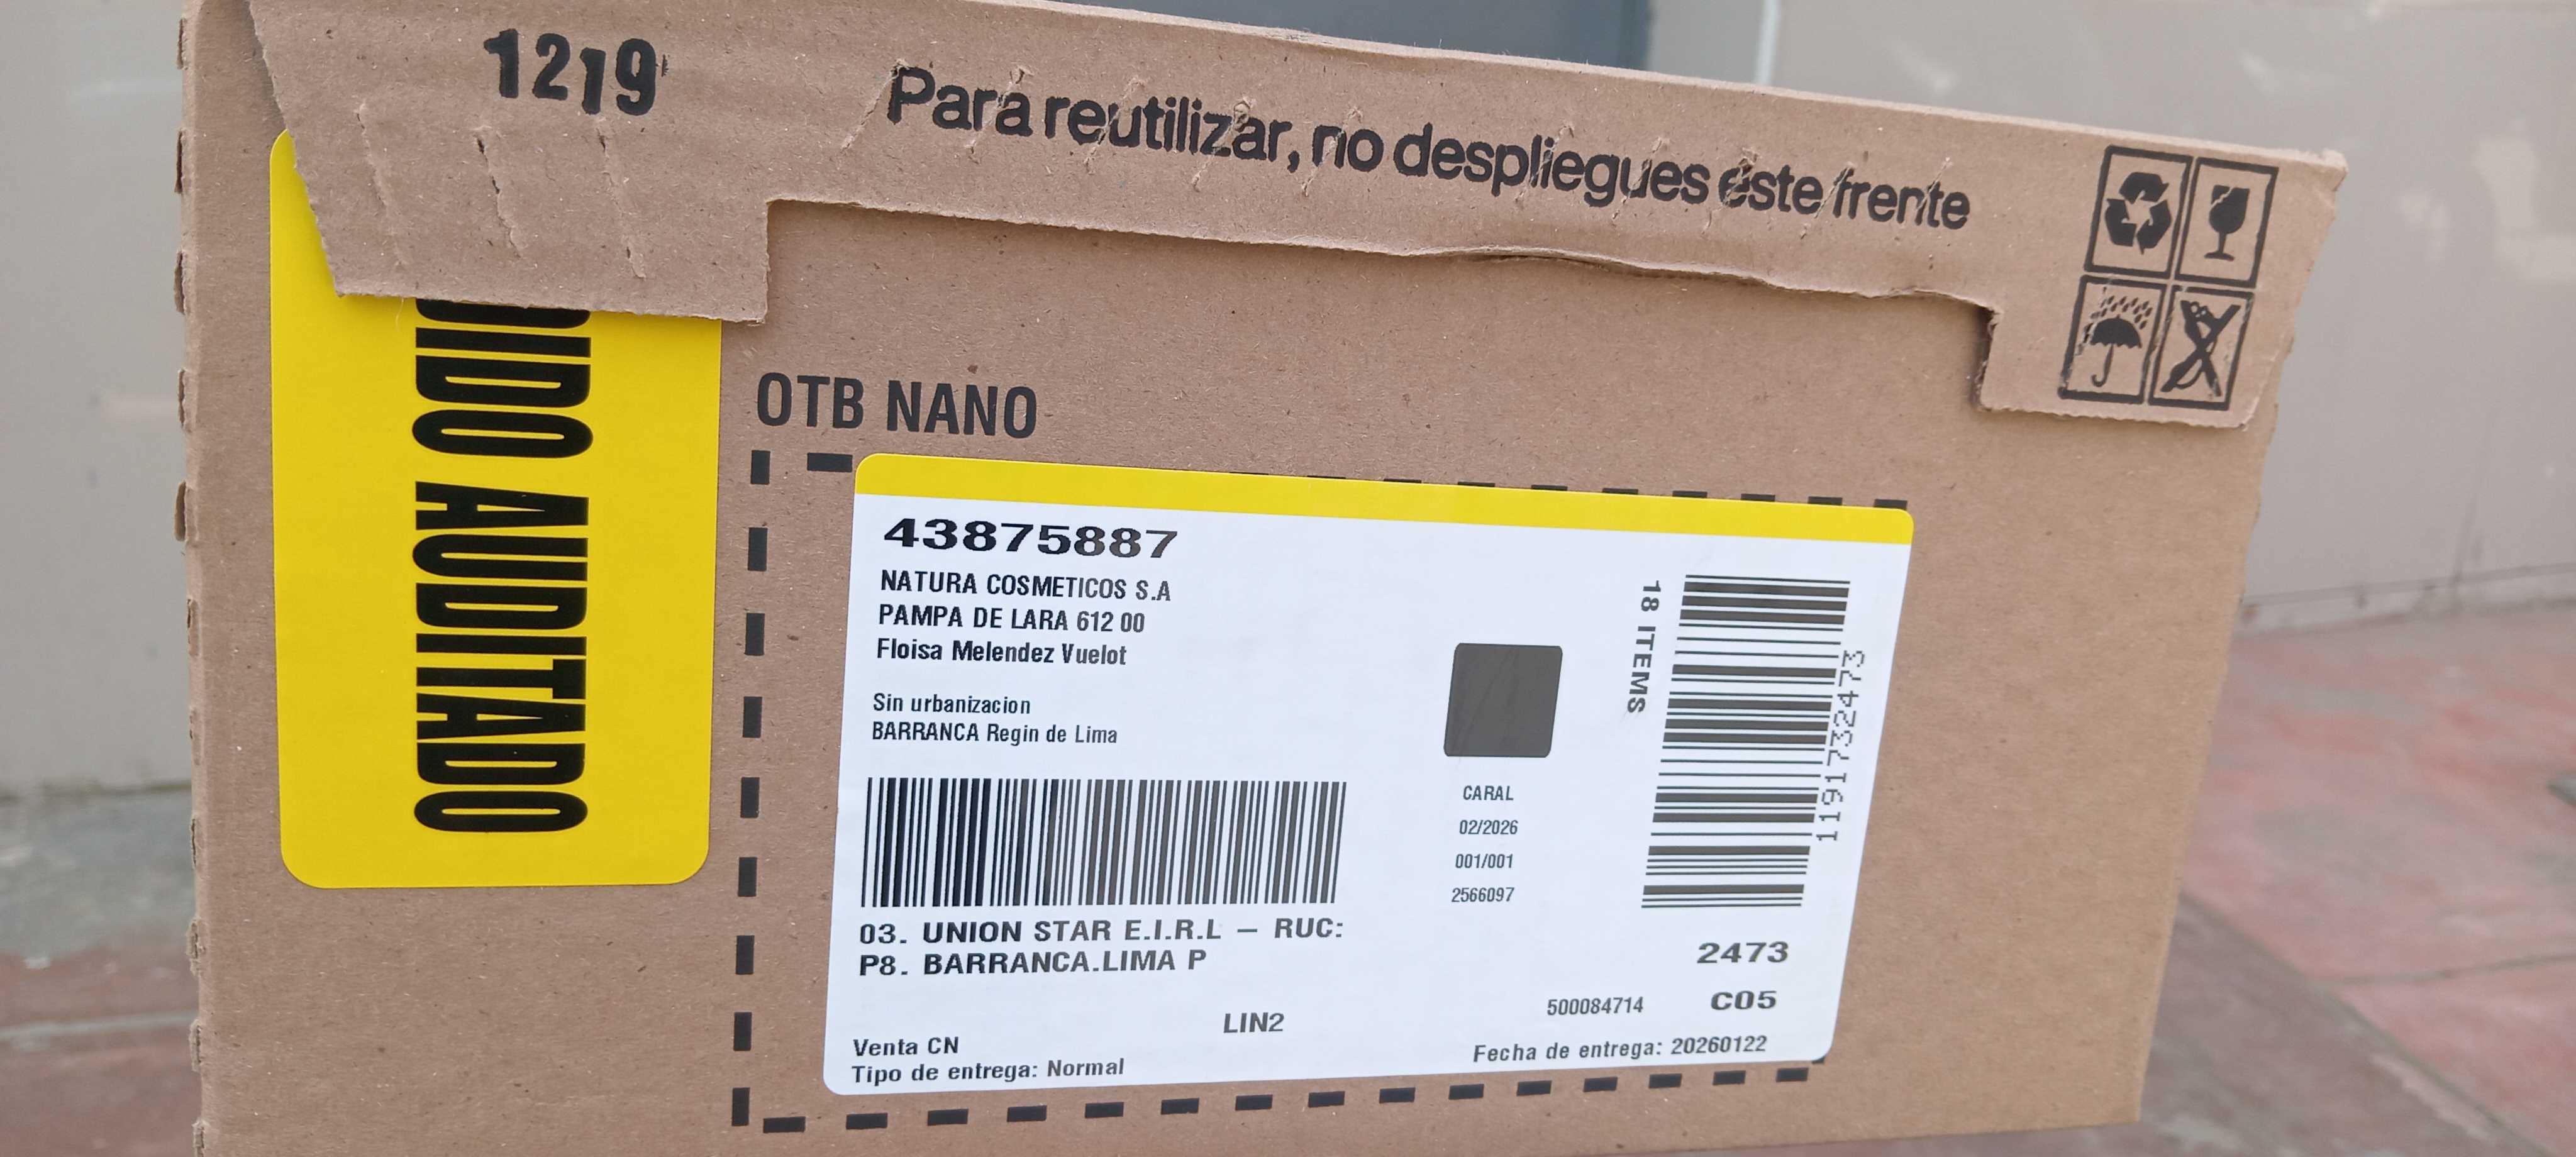 1219
Para reutilizar, no despliegues este frente
DIDO AUDITADO
OTB NANO
43875887
NATURA COSMETICOS S.A
PAMPA DE LARA 612 00
Floisa Melendez Vuelot
Sin urbanizacion
BARRANCA Regin de Lima
18 ITEMS
11917732473
CARAL
02/2026
001/001
2566097
03. UNION STAR E.I.R.L – RUC:
P8. BARRANCA.LIMA P
2473
500084714 C05
LIN2
Venta CN
Tipo de entrega: Normal
Fecha de entrega: 20260122